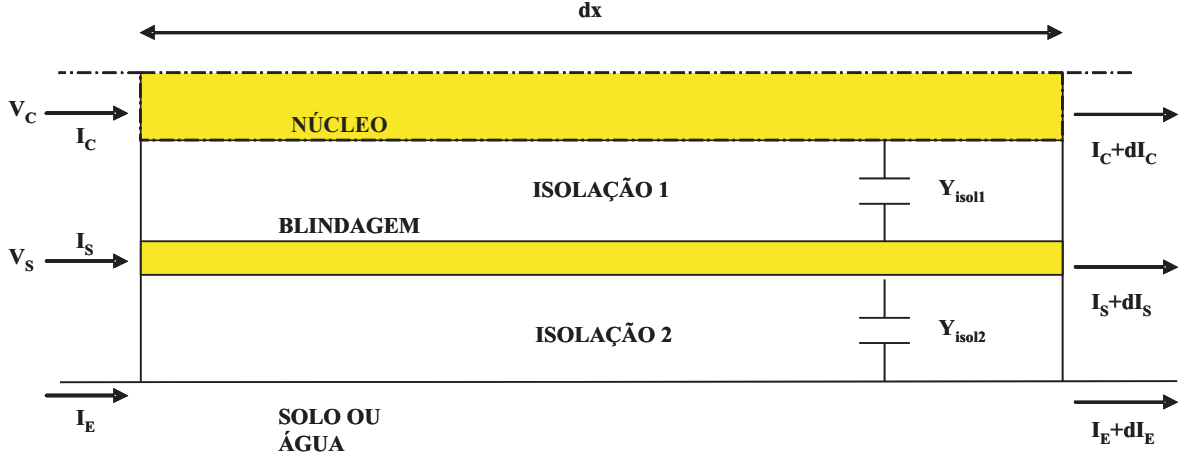 dx
V_C
I_C
NÚCLEO
I_C+dI_C
ISOLAÇÃO 1
Y_isol1
BLINDAGEM
I_S
V_S
I_S+dI_S
ISOLAÇÃO 2
Y_isol2
I_E
SOLO OU
ÁGUA
I_E+dI_E